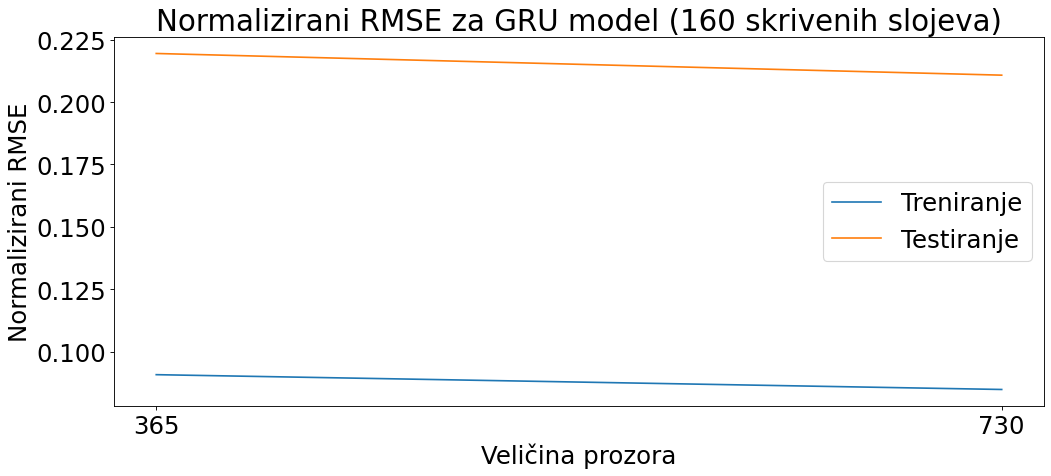 Normalizirani RMSE za GRU model (160 skrivenih slojeva)
0.225
0.200
0.175
0.150
0.125
0.100
Normalizirani RMSE
Treniranje
Testiranje
365
730
Veličina prozora